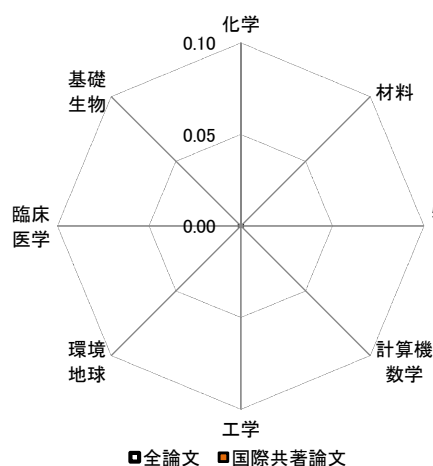 化学
0.10
基礎
生物
材料
0.05
臨床
医学
0.00
環境
地球
計算機
数学
工学
全論文 国際共著論文